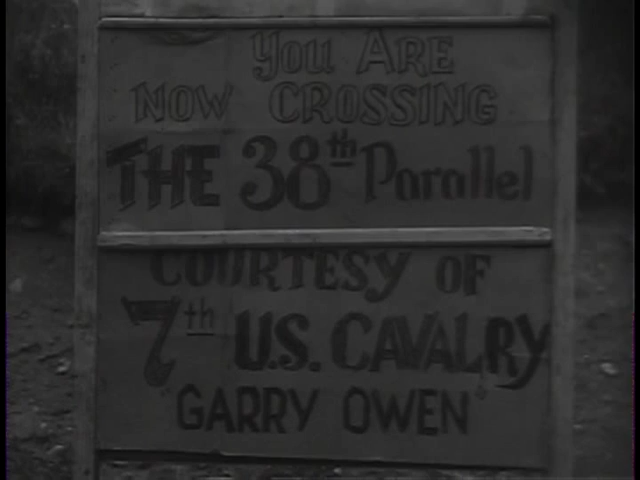 You ARE
NOW CROSSING
THE 38th Parallel
COURTESY OF
7th U.S. CAVALRY
"GARRY OWEN"